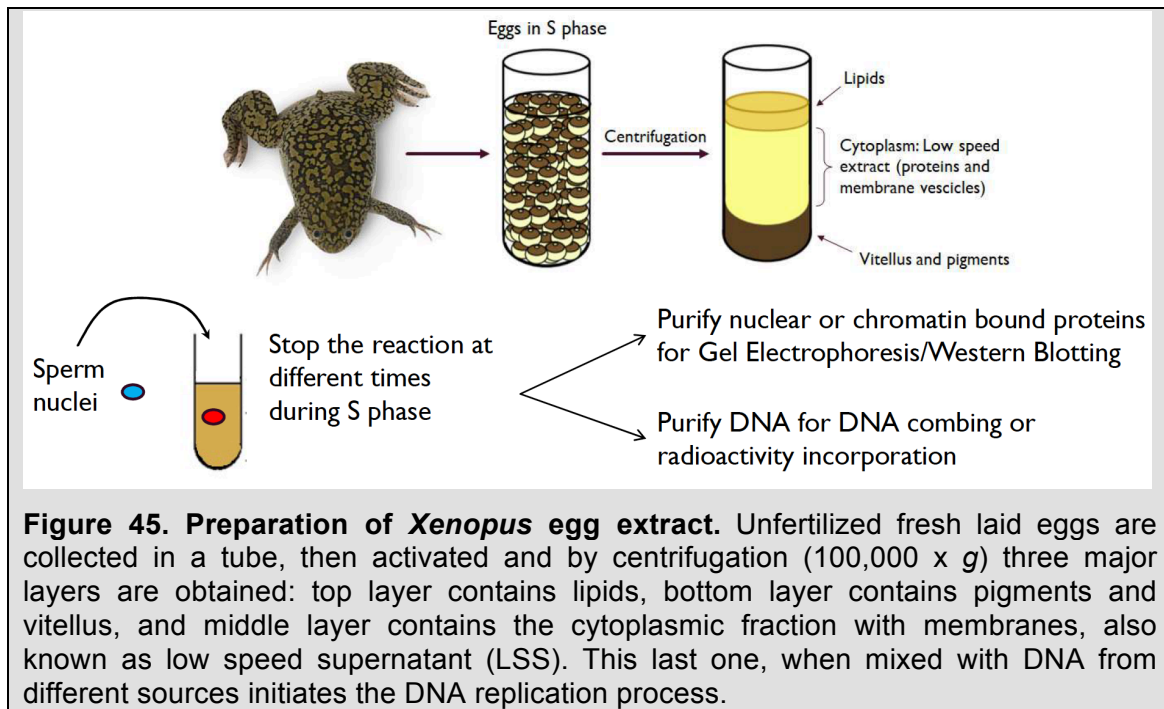 Eggs in S phase
Lipids
Centrifugation
Cytoplasm: Low speed
extract (proteins and
membrane vescicles)
Vitellus and pigments
Sperm
nuclei
Stop the reaction at
different times
during S phase
Purify nuclear or chromatin bound proteins
for Gel Electrophoresis/Western Blotting
Purify DNA for DNA combing or
radioactivity incorporation
Figure 45. Preparation of Xenopus egg extract. Unfertilized fresh laid eggs are
collected in a tube, then activated and by centrifugation (100,000 x g) three major
layers are obtained: top layer contains lipids, bottom layer contains pigments and
vitellus, and middle layer contains the cytoplasmic fraction with membranes, also
known as low speed supernatant (LSS). This last one, when mixed with DNA from
different sources initiates the DNA replication process.